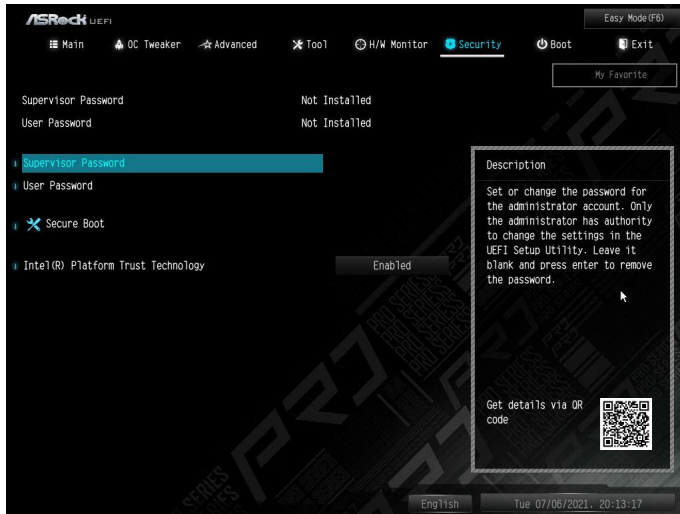 ASRock UEFI
Easy Mode(F6)
Main OC Tweaker Advanced Tool H/W Monitor Security Boot Exit
My Favorite
Supervisor Password Not Installed
User Password Not Installed
Supervisor Password
User Password
Secure Boot
Intel(R) Platform Trust Technology Enabled
Description
Set or change the password for
the administrator account. Only
the administrator has authority
to change the settings in the
UEFI Setup Utility. Leave it
blank and press enter to remove
the password.
Get details via QR
code
English Tue 07/06/2021. 20:13:17
PRO SERIES
SERIES